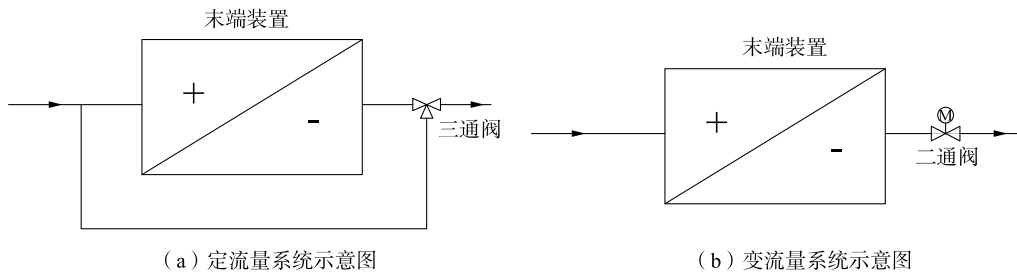 末端装置
+
-
三通阀
（a）定流量系统示意图
末端装置
+
-
M
二通阀
（b）变流量系统示意图